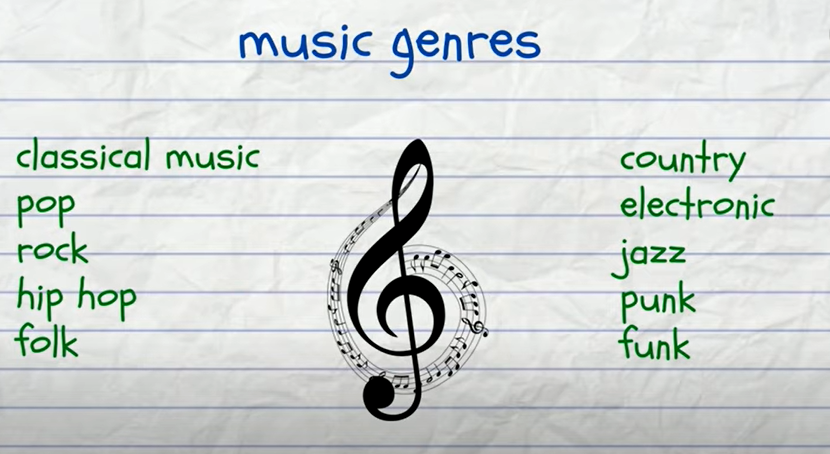 music genres
classical music
pop
rock
hip hop
folk
country
electronic
jazz
punk
funk